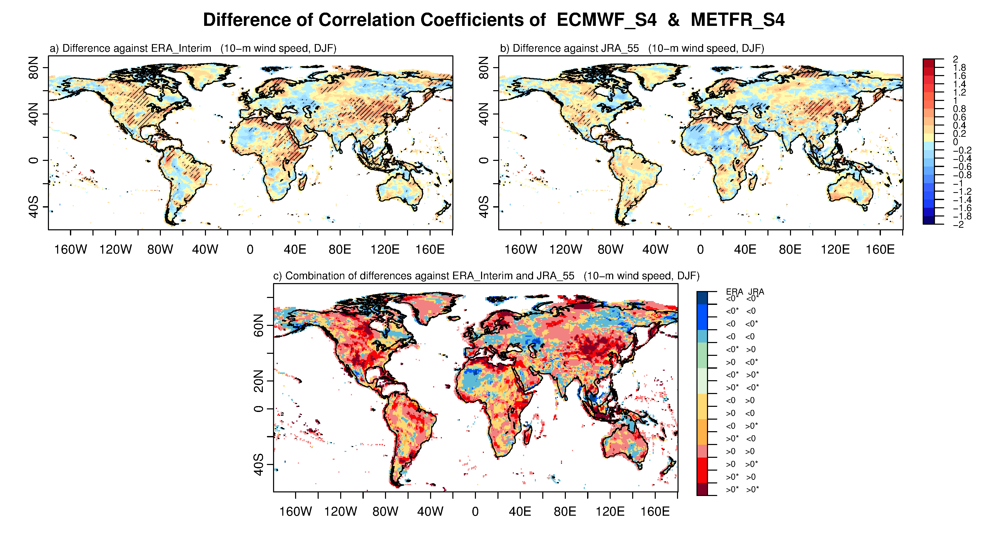 Difference of Correlation Coefficients of ECMWF_S4 & METFR_S4
a) Difference against ERA_Interim (10−m wind speed, DJF)
80N
40N
0
40S
160W 120W 80W 40W 0 40E 80E 120E 160E
b) Difference against JRA_55 (10−m wind speed, DJF)
80N
40N
0
40S
160W 120W 80W 40W 0 40E 80E 120E 160E
2
1.8
1.6
1.4
1.2
1
0.8
0.6
0.4
0.2
0
−0.2
−0.4
−0.6
−0.8
−1
−1.2
−1.4
−1.6
−1.8
−2
c) Combination of differences against ERA_Interim and JRA_55 (10−m wind speed, DJF)
60N
20N
0
40S
160W 120W 80W 40W 0 40E 80E 120E 160E
ERA JRA
<0* <0*
<0* <0
<0 <0*
<0 <0
<0* >0
>0 <0*
<0* >0*
>0* <0*
<0 >0
>0 <0
<0 >0*
>0* <0
>0 >0
>0 >0*
>0* >0
>0* >0*